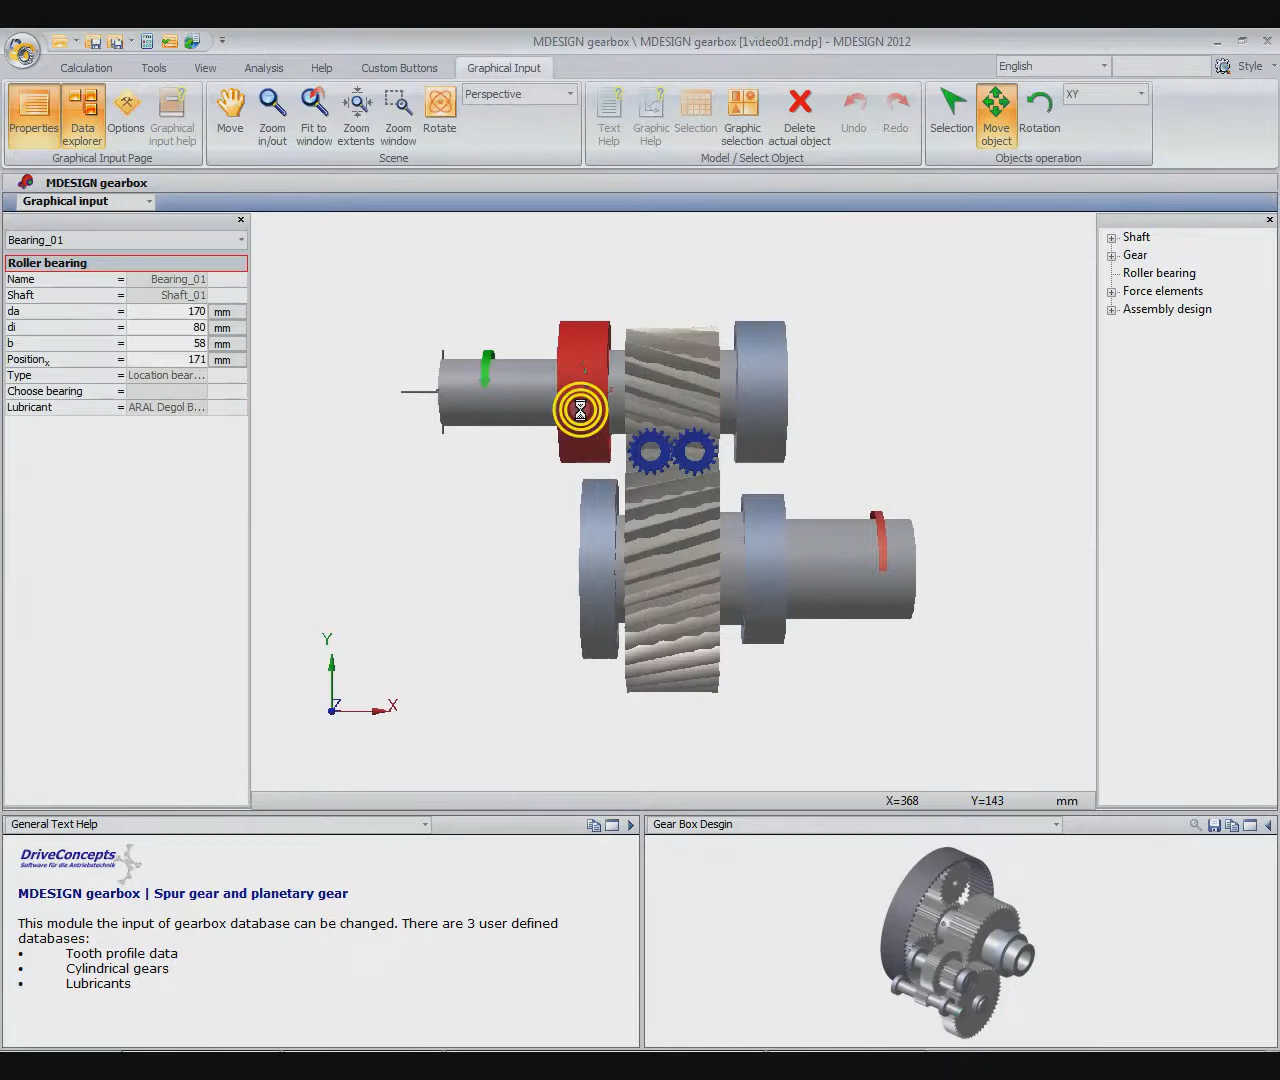 MDESIGN gearbox \ MDESIGN gearbox [1video01.mdp] - MDESIGN 2012
Calculation Tools View Analysis Help Custom Buttons Graphical Input English Style
Properties Data explorer Options Graphical input help
Graphical Input Page
Move Zoom in/out Fit to window Zoom extents Zoom window Rotate Perspective
Scene
Text Help Graphic Help Selection Graphic selection Delete actual object Undo Redo
Model / Select Object
Selection Move object Rotation XY
Objects operation
MDESIGN gearbox
Graphical input
Bearing_01
Roller bearing
Name = Bearing_01
Shaft = Shaft_01
da = 170 mm
di = 80 mm
b = 58 mm
Positionx = 171 mm
Type = Location bear...
Choose bearing =
Lubricant = ARAL Degol B...
Y
Z
X
X=368 Y=143 mm
Shaft
Gear
Roller bearing
Force elements
Assembly design
General Text Help
DriveConcepts
Software für die Antriebstechnik
MDESIGN gearbox | Spur gear and planetary gear
This module the input of gearbox database can be changed. There are 3 user defined
databases:
• Tooth profile data
• Cylindrical gears
• Lubricants
Gear Box Desgin